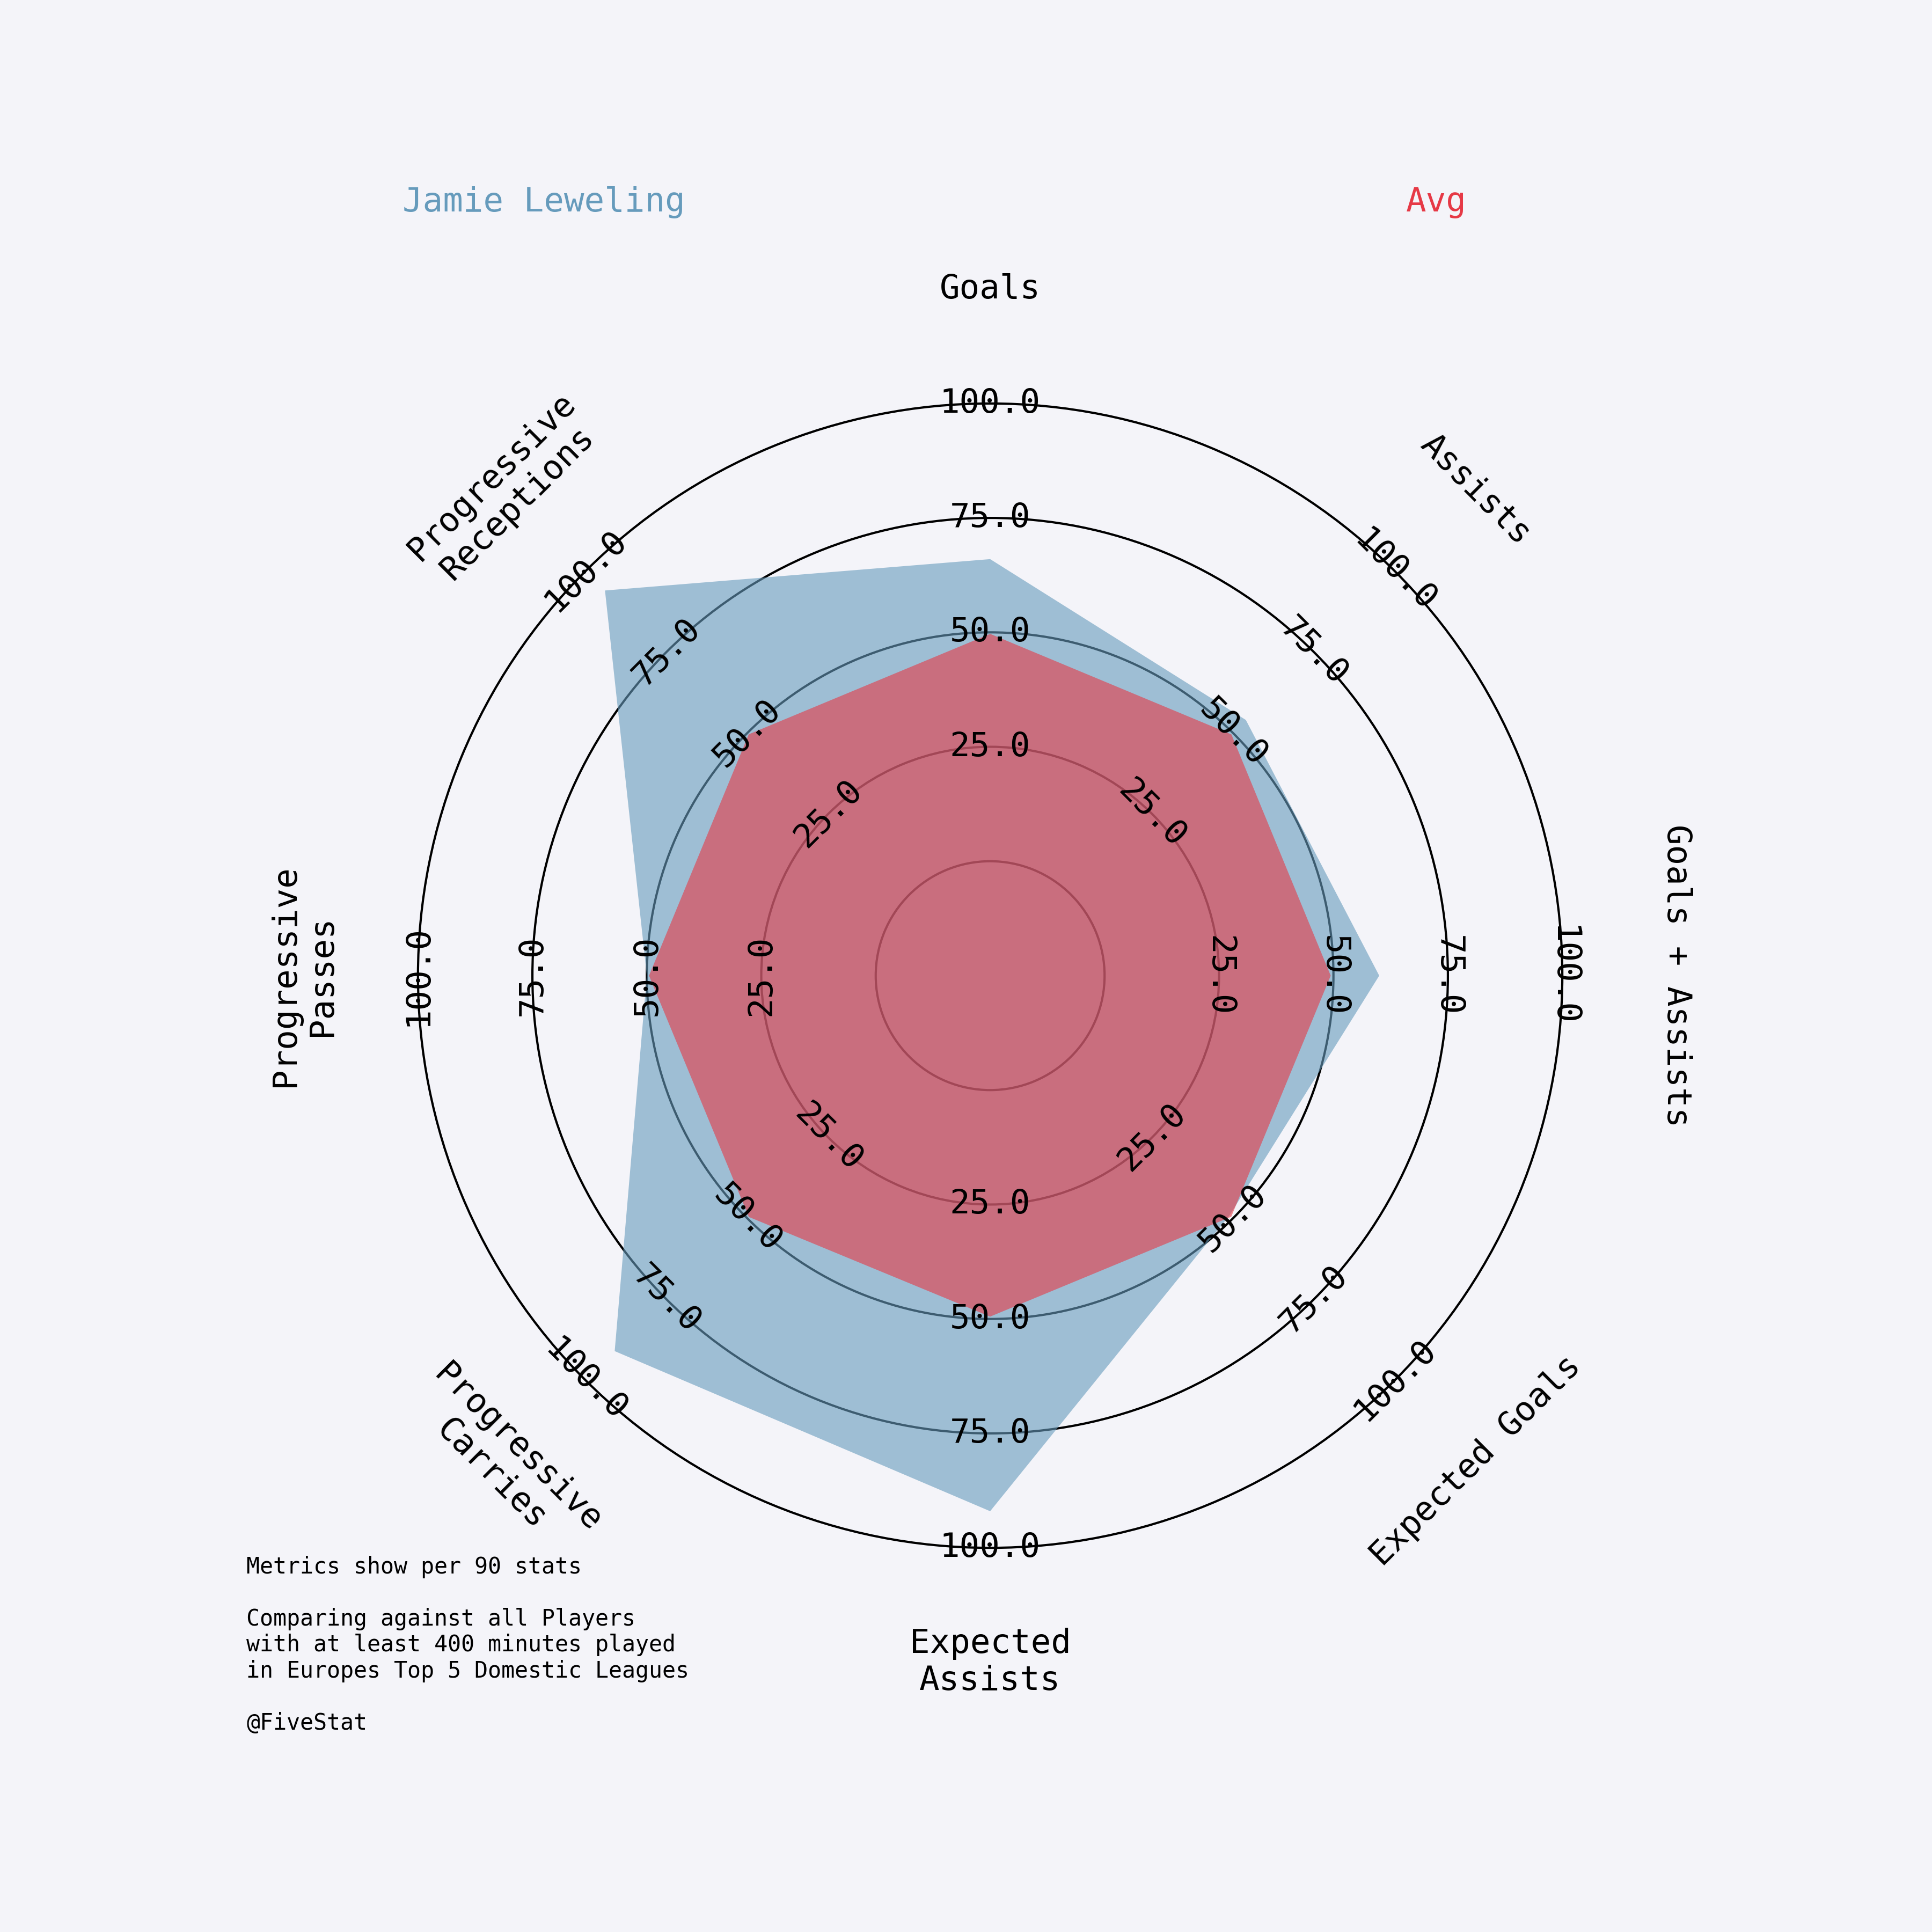 Jamie Leweling
Avg
Goals
Assists
Goals + Assists
Expected Goals
Expected
Assists
Progressive
Carries
Progressive
Passes
Progressive
Receptions
25.0
50.0
75.0
100.0
25.0
50.0
75.0
100.0
25.0
50.0
75.0
100.0
25.0
50.0
75.0
100.0
25.0
50.0
75.0
100.0
25.0
50.0
75.0
100.0
25.0
50.0
75.0
100.0
25.0
50.0
75.0
100.0
Metrics show per 90 stats
Comparing against all Players
with at least 400 minutes played
in Europes Top 5 Domestic Leagues
@FiveStat